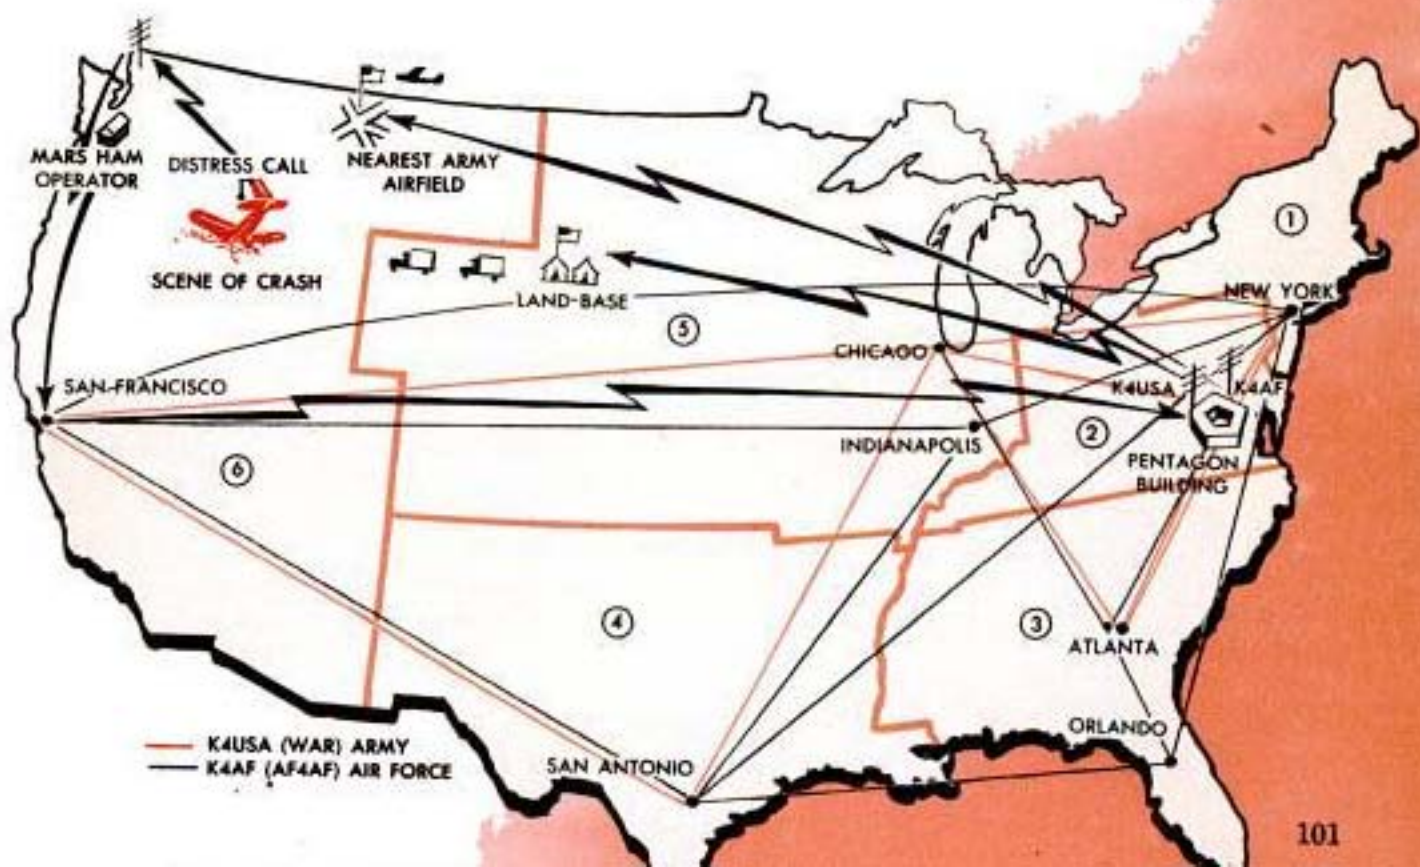 MARS HAM
OPERATOR
DISTRESS CALL
NEAREST ARMY
AIRFIELD
SCENE OF CRASH
LAND-BASE
①
NEW YORK
⑤
CHICAGO
SAN-FRANCISCO
K4USA
K4AF
INDIANAPOLIS
②
PENTAGON
BUILDING
⑥
④
③
ATLANTA
ORLANDO
K4USA (WAR) ARMY
K4AF (AF4AF) AIR FORCE
SAN ANTONIO
101